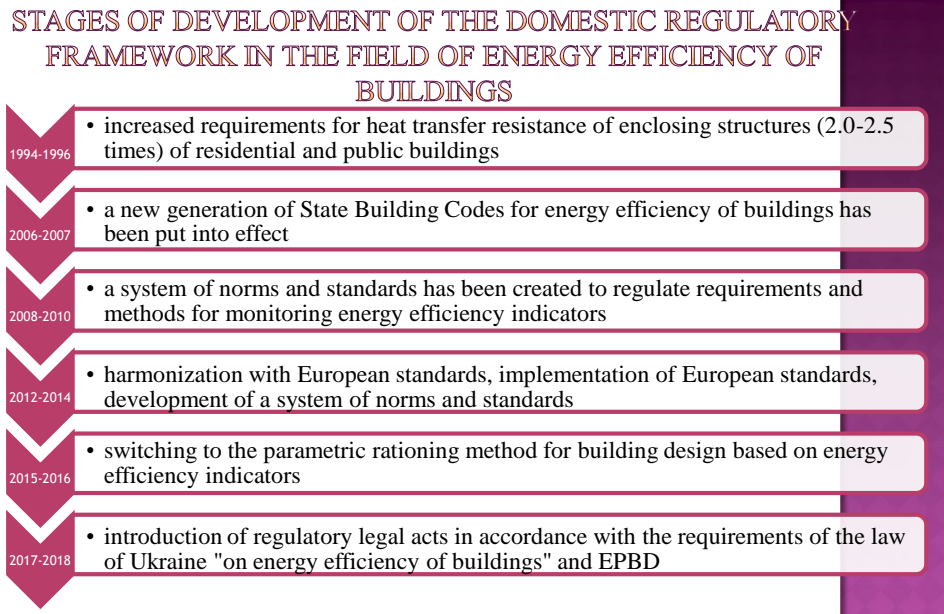 STAGES OF DEVELOPMENT OF THE DOMESTIC REGULATORY
FRAMEWORK IN THE FIELD OF ENERGY EFFICIENCY OF
BUILDINGS
1994-1996
• increased requirements for heat transfer resistance of enclosing structures (2.0-2.5
times) of residential and public buildings
2006-2007
• a new generation of State Building Codes for energy efficiency of buildings has
been put into effect
2008-2010
• a system of norms and standards has been created to regulate requirements and
methods for monitoring energy efficiency indicators
2012-2014
• harmonization with European standards, implementation of European standards,
development of a system of norms and standards
2015-2016
• switching to the parametric rationing method for building design based on energy
efficiency indicators
2017-2018
• introduction of regulatory legal acts in accordance with the requirements of the law
of Ukraine "on energy efficiency of buildings" and EPBD